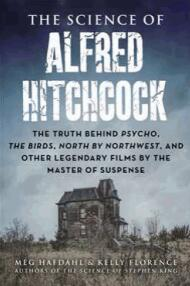 THE SCIENCE OF
ALFRED
HITCHCOCK
THE TRUTH BEHIND PSYCHO,
THE BIRDS, NORTH BY NORTHWEST, AND
OTHER LEGENDARY FILMS BY THE
MASTER OF SUSPENSE
MEG HAFDAHL & KELLY FLORENCE
AUTHORS OF THE SCIENCE OF STEPHEN KING